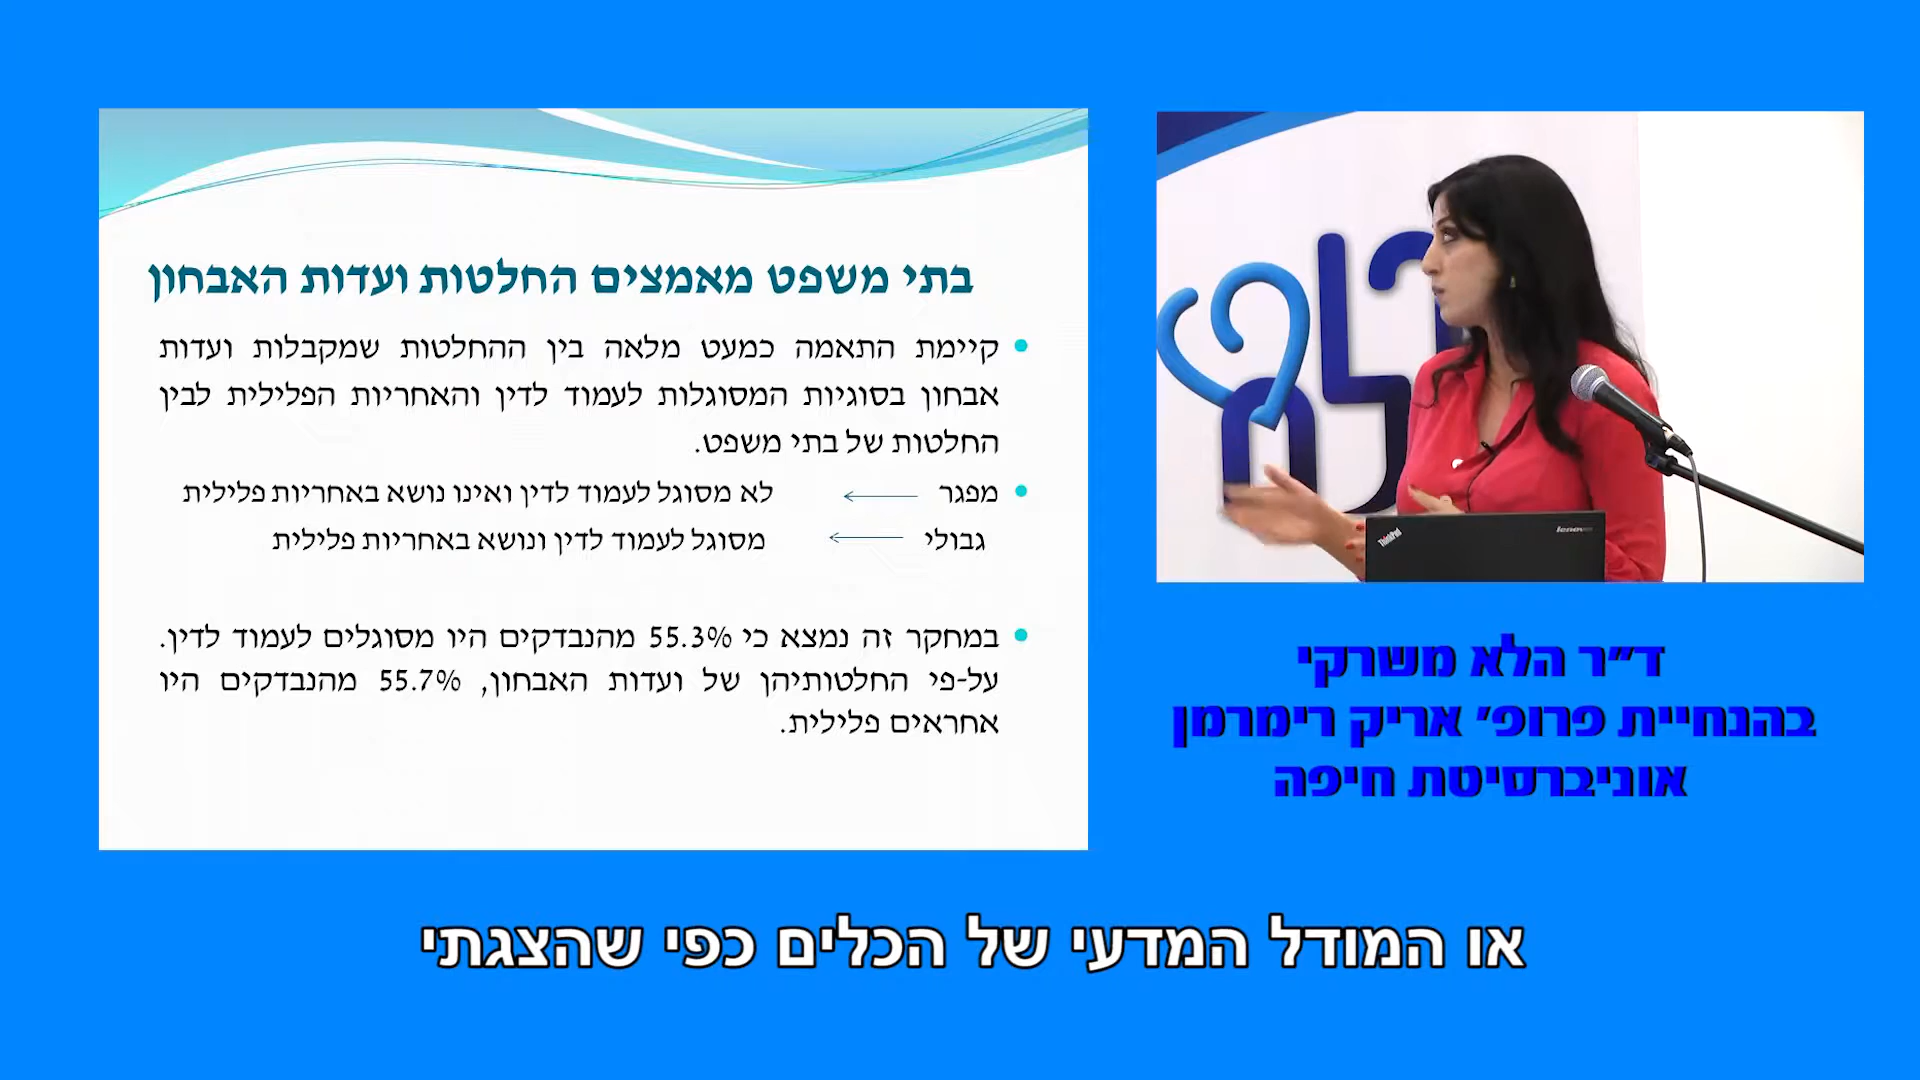 בתי משפט מאמצים החלטות ועדות האבחון
קיימת התאמה כמעט מלאה בין ההחלטות שמקבלות ועדות
אבחון בסוגיות המסוגלות לעמוד לדין והאחריות הפלילית לבין
החלטות של בתי משפט.
מפגר ← לא מסוגל לעמוד לדין ואינו נושא באחריות פלילית
גבולי ← מסוגל לעמוד לדין ונושא באחריות פלילית
במחקר זה נמצא כי 55.3% מהנבדקים היו מסוגלים לעמוד לדין.
על-פי החלטותיהן של ועדות האבחון, 55.7% מהנבדקים היו
אחראים פלילית.
ThinkPad
lenovo
ד״ר הלא משרקי
בהנחיית פרופ׳ אריק רימרמן
אוניברסיטת חיפה
או המודל המדעי של הכלים כפי שהצגתי